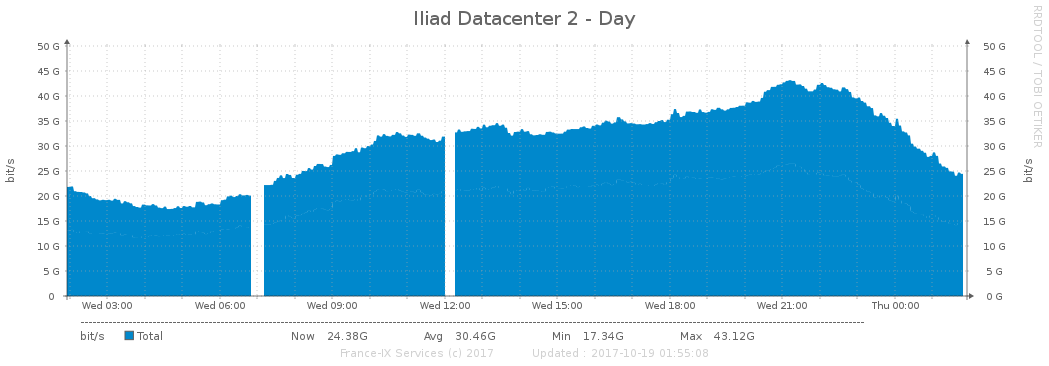 Iliad Datacenter 2 - Day
RRDTOOL / TOBI OETIKER
bit/s
50 G 50 G
45 G 45 G
40 G 40 G
35 G 35 G
30 G 30 G
25 G 25 G
20 G 20 G
15 G 15 G
10 G 10 G
5 G 5 G
0 0 G
bit/s
Wed 03:00 Wed 06:00 Wed 09:00 Wed 12:00 Wed 15:00 Wed 18:00 Wed 21:00 Thu 00:00
bit/s Total Now 24.38G Avg 30.46G Min 17.34G Max 43.12G
France-IX Services (c) 2017 Updated : 2017-10-19 01:55:08